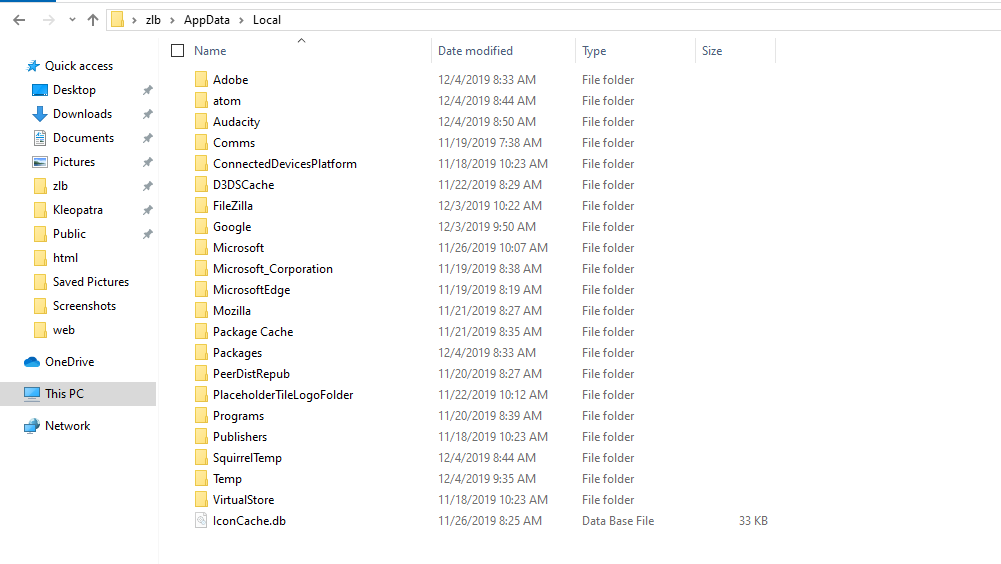 zlb AppData Local
Name Date modified Type Size
Quick access
Desktop
Downloads
Documents
Pictures
zlb
Kleopatra
Public
html
Saved Pictures
Screenshots
web
OneDrive
This PC
Network
Adobe 12/4/2019 8:33 AM File folder
atom 12/4/2019 8:44 AM File folder
Audacity 12/4/2019 8:50 AM File folder
Comms 11/19/2019 7:38 AM File folder
ConnectedDevicesPlatform 11/18/2019 10:23 AM File folder
D3DSCache 11/22/2019 8:29 AM File folder
FileZilla 12/3/2019 10:22 AM File folder
Google 12/3/2019 9:50 AM File folder
Microsoft 11/26/2019 10:07 AM File folder
Microsoft_Corporation 11/19/2019 8:38 AM File folder
MicrosoftEdge 11/19/2019 8:19 AM File folder
Mozilla 11/21/2019 8:27 AM File folder
Package Cache 11/21/2019 8:35 AM File folder
Packages 12/4/2019 8:33 AM File folder
PeerDistRepub 11/20/2019 8:27 AM File folder
PlaceholderTileLogoFolder 11/22/2019 10:12 AM File folder
Programs 11/20/2019 8:39 AM File folder
Publishers 11/18/2019 10:23 AM File folder
SquirrelTemp 12/4/2019 8:44 AM File folder
Temp 12/4/2019 9:35 AM File folder
VirtualStore 11/18/2019 10:23 AM File folder
IconCache.db 11/26/2019 8:25 AM Data Base File 33 KB